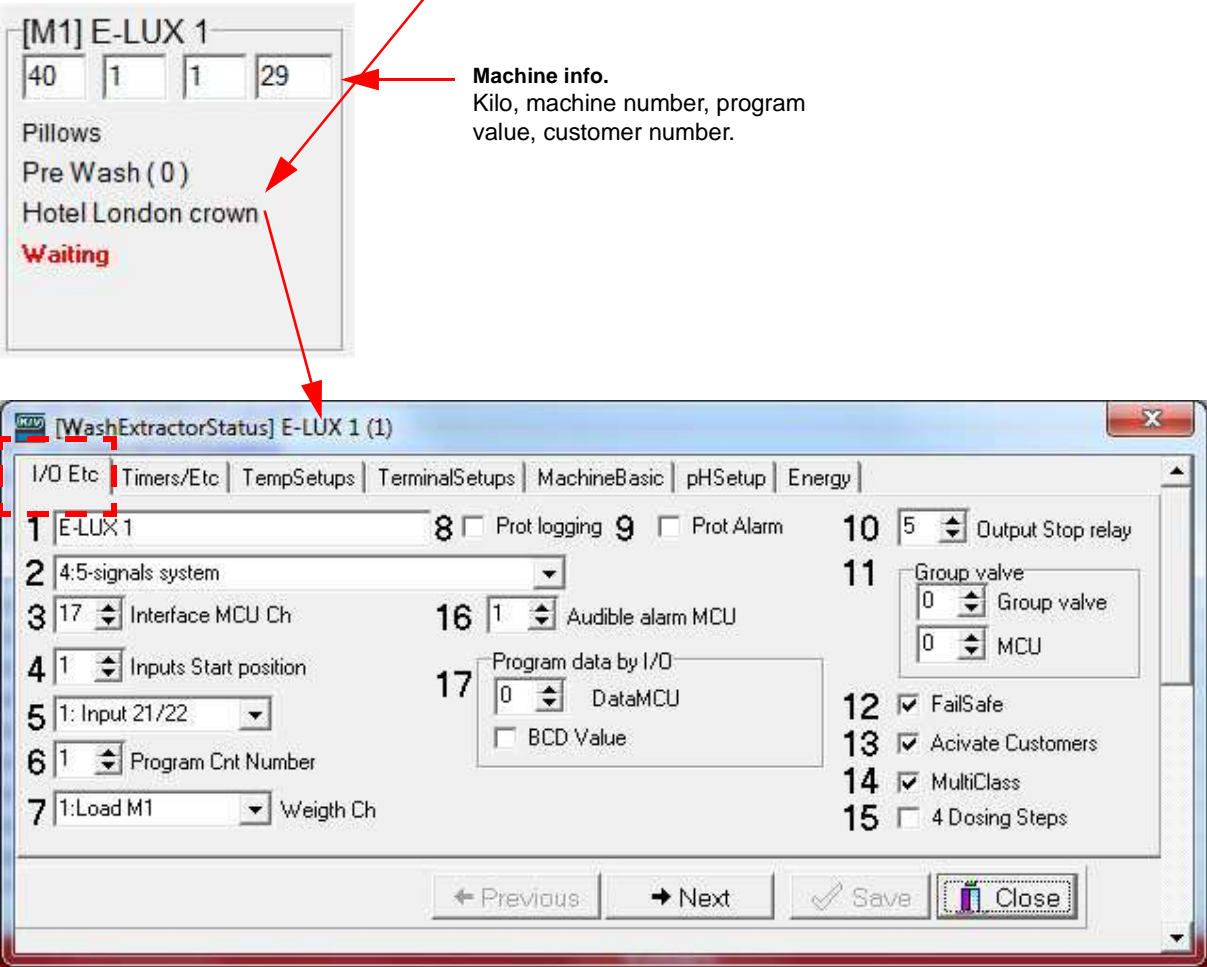 [M1] E-LUX 1
40 1 1 29
Pillows
Pre Wash ( 0 )
Hotel London crown
Waiting
Machine info.
Kilo, machine number, program
value, customer number.
[WashExtractorStatus] E-LUX 1 (1)
I/O Etc Timers/Etc TempSetups TerminalSetups MachineBasic pHSetup Energy
1 E-LUX 1 8 Prot logging 9 Prot Alarm 10 5 Output Stop relay
2 4:5-signals system 11 Group valve
3 17 Interface MCU Ch 16 1 Audible alarm MCU 0 Group valve
0 MCU
4 1 Inputs Start position 17 Program data by I/O
0 DataMCU
5 1: Input 21/22 12 FailSafe
BCD Value 13 Acivate Customers
6 1 Program Cnt Number 14 MultiClass
7 1:Load M1 Weigth Ch 15 4 Dosing Steps
Previous Next Save Close